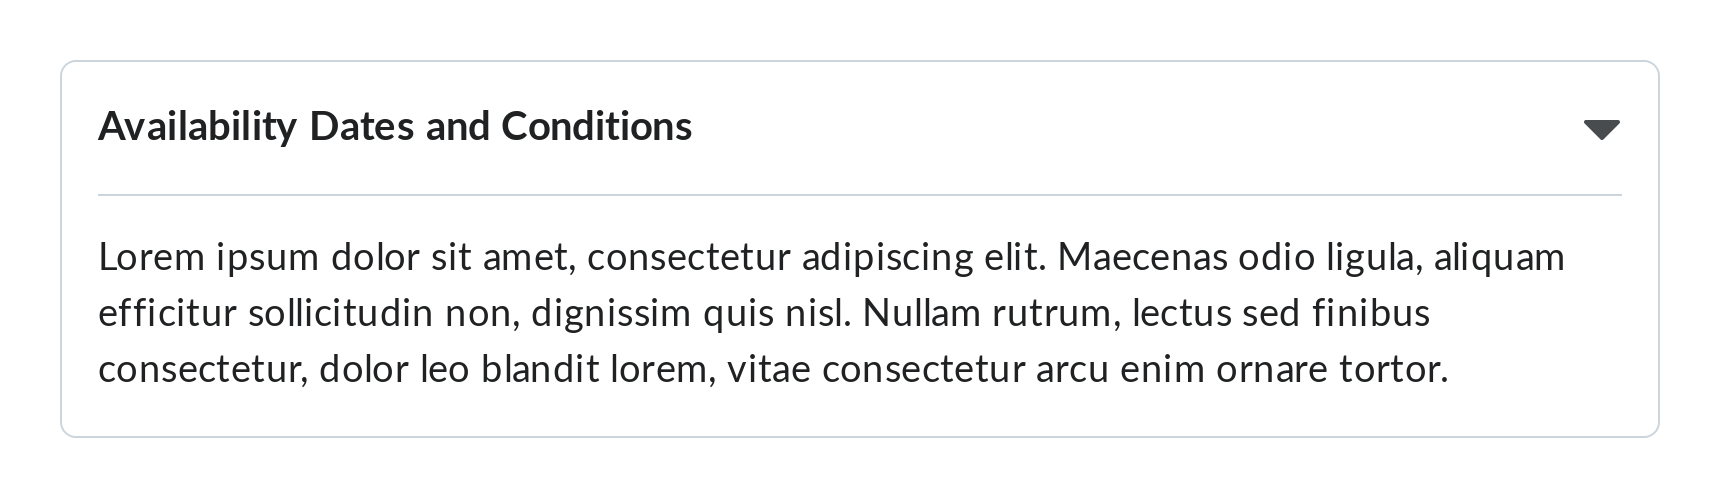 Availability Dates and Conditions
Lorem ipsum dolor sit amet, consectetur adipiscing elit. Maecenas odio ligula, aliquam
efficitur sollicitudin non, dignissim quis nisl. Nullam rutrum, lectus sed finibus
consectetur, dolor leo blandit lorem, vitae consectetur arcu enim ornare tortor.